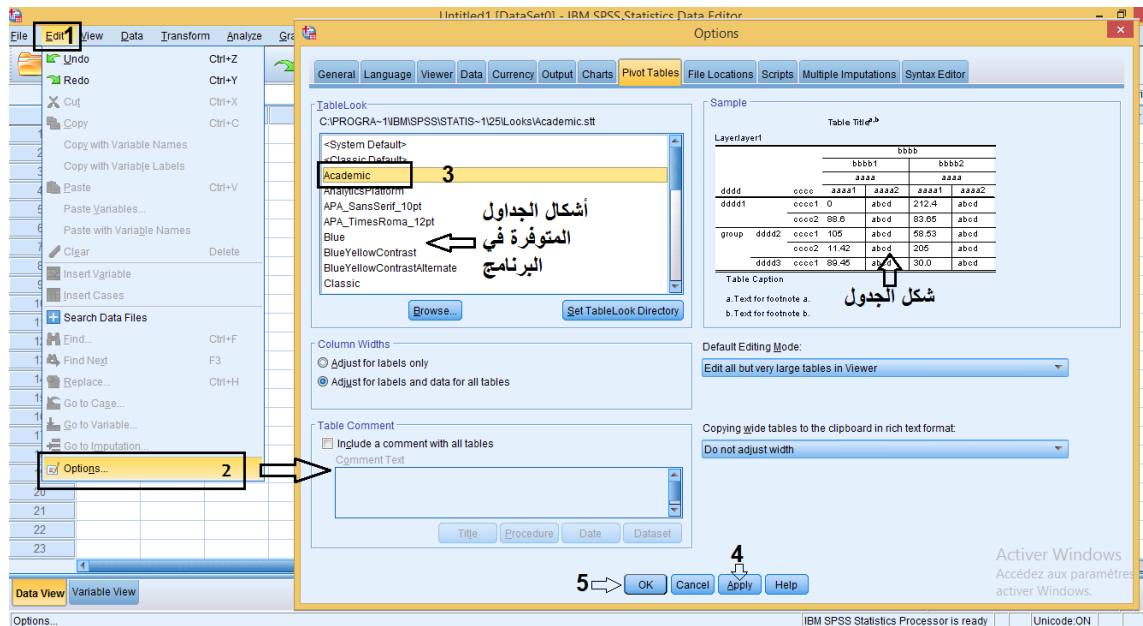 Untitled1 [DataSet0] - IBM SPSS Statistics Data Editor
File Edit View Data Transform Analyze Gra
1
Undo Ctrl+Z
Redo Ctrl+Y
Cut Ctrl+X
Copy Ctrl+C
Copy with Variable Names
Copy with Variable Labels
Paste Ctrl+V
Paste Variables...
Paste with Variable Names
Clear Delete
Insert Variable
Insert Cases
Search Data Files
Find... Ctrl+F
Find Next F3
Replace... Ctrl+H
Go to Case...
Go to Variable...
Go to Imputation...
Options... 2
20
21
22
23
Data View Variable View
Options...
IBM SPSS Statistics Processor is ready Unicode:ON
Options
General Language Viewer Data Currency Output Charts Pivot Tables File Locations Scripts Multiple Imputations Syntax Editor
TableLook
C:\PROGRA~1\IBM\SPSS\STATIS~1\25\Looks\Academic.stt
<System Default>
<Classic Default>
Academic 3
AnalyticsPlatform
APA_SansSerif_10pt
APA_TimesRoma_12pt
Blue
BlueYellowContrast
BlueYellowContrastAlternate
Classic
أشكال الجداول
المتوفرة في
البرنامج
Browse... Set TableLook Directory
Column Widths
Adjust for labels only
Adjust for labels and data for all tables
Table Comment
Include a comment with all tables
Comment Text
Title Procedure Date Dataset
Sample
Table Title a,b
Layerlayer1
bbbb
bbbb1 bbbb2
aaaa aaaa
dddd cccc aaaa1 aaaa2 aaaa1 aaaa2
dddd1 cccc1 0 abcd 212.4 abcd
cccc2 88.6 abcd 83.65 abcd
group dddd2 cccc1 105 abcd 58.53 abcd
cccc2 11.42 abcd 205 abcd
dddd3 cccc1 89.45 abcd 30.0 abcd
Table Caption
a. Text for footnote a.
b. Text for footnote b.
شكل الجدول
Default Editing Mode:
Edit all but very large tables in Viewer
Copying wide tables to the clipboard in rich text format:
Do not adjust width
4
5 OK Cancel Apply Help
Activer Windows
Accédez aux paramètres
activer Windows.